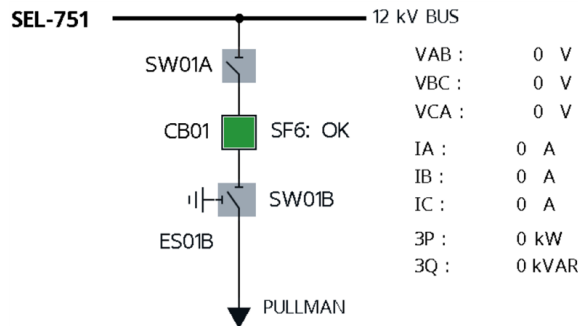 SEL-751
12 kV BUS
SW01A
CB01
SF6: OK
SW01B
ES01B
PULLMAN
VAB : 0 V
VBC : 0 V
VCA : 0 V
IA : 0 A
IB : 0 A
IC : 0 A
3P : 0 kW
3Q : 0 kVAR